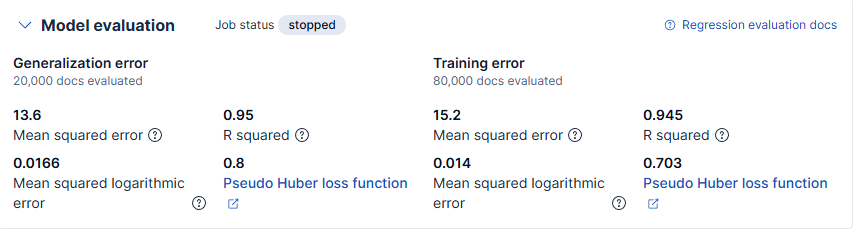 Model evaluation Job status stopped Regression evaluation docs
Generalization error
20,000 docs evaluated
13.6
Mean squared error
0.95
R squared
0.0166
Mean squared logarithmic
error
0.8
Pseudo Huber loss function
Training error
80,000 docs evaluated
15.2
Mean squared error
0.945
R squared
0.014
Mean squared logarithmic
error
0.703
Pseudo Huber loss function